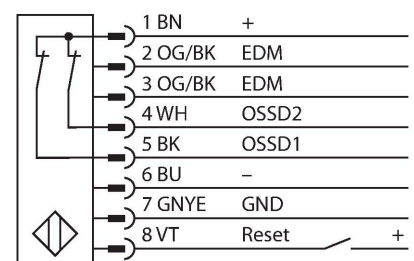 1 BN +
2 OG/BK EDM
3 OG/BK EDM
4 WH OSSD2
5 BK OSSD1
6 BU –
7 GNYE GND
8 VT Reset +